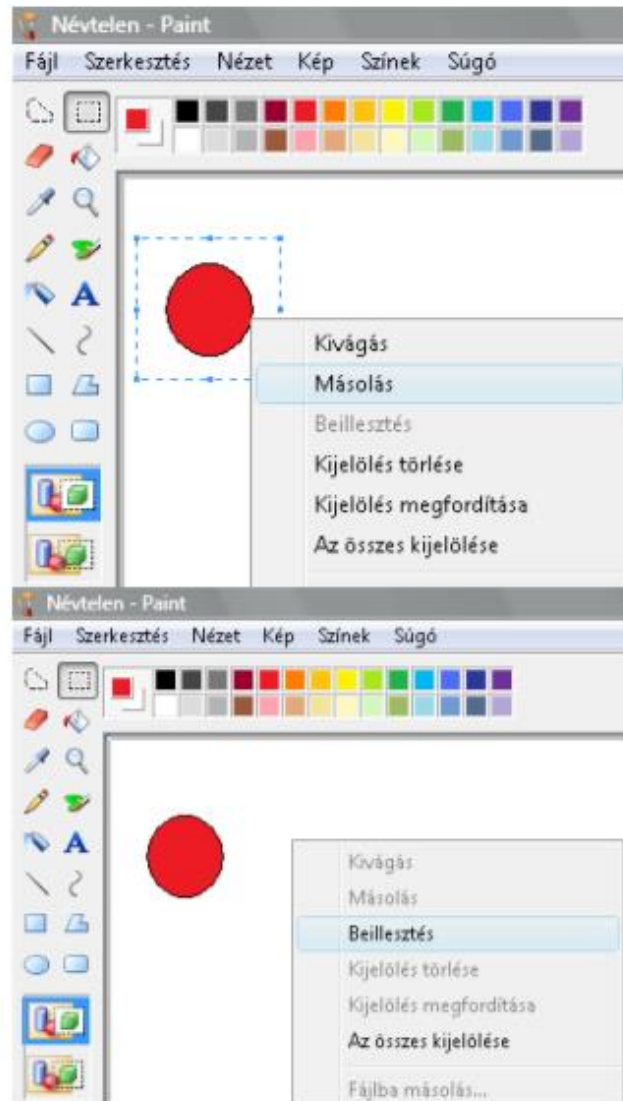 Névtelen - Paint
Fájl Szerkesztés Nézet Kép Színek Súgó
A
Kivágás
Másolás
Beillesztés
Kijelölés törlése
Kijelölés megfordítása
Az összes kijelölése
Névtelen - Paint
Fájl Szerkesztés Nézet Kép Színek Súgó
A
Kivágás
Másolás
Beillesztés
Kijelölés törlése
Kijelölés megfordítása
Az összes kijelölése
Fájlba másolás...